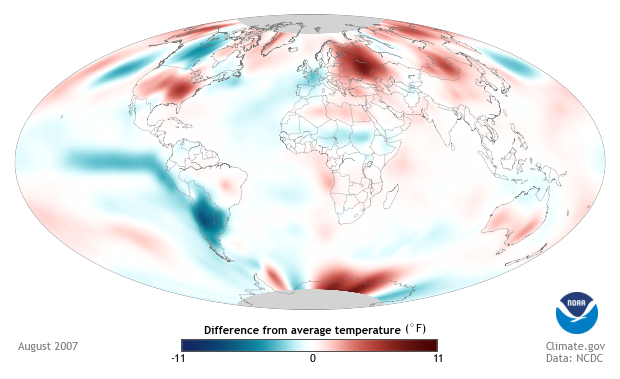 NOAA
Difference from average temperature (°F)
August 2007
-11 0 11
Climate.gov
Data: NCDC